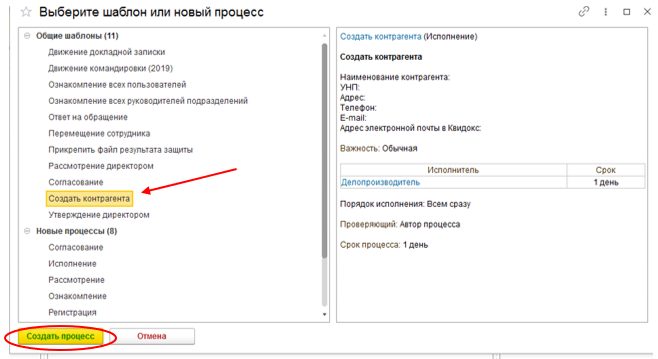 Выберите шаблон или новый процесс
Общие шаблоны (11)
Движение докладной записки
Движение командировки (2019)
Ознакомление всех пользователей
Ознакомление всех руководителей подразделений
Ответ на обращение
Перемещение сотрудника
Прикрепить файл результата защиты
Рассмотрение директором
Согласование
Создать контрагента
Утверждение директором
Новые процессы (8)
Согласование
Исполнение
Рассмотрение
Ознакомление
Регистрация
Создать контрагента (Исполнение)
Создать контрагента
Наименование контрагента:
УНП:
Адрес:
Телефон:
E-mail:
Адрес электронной почты в Квидокс:
Важность: Обычная
Исполнитель Срок
Делопроизводитель 1 день
Порядок исполнения: Всем сразу
Проверяющий: Автор процесса
Срок процесса: 1 день
Создать процесс Отмена